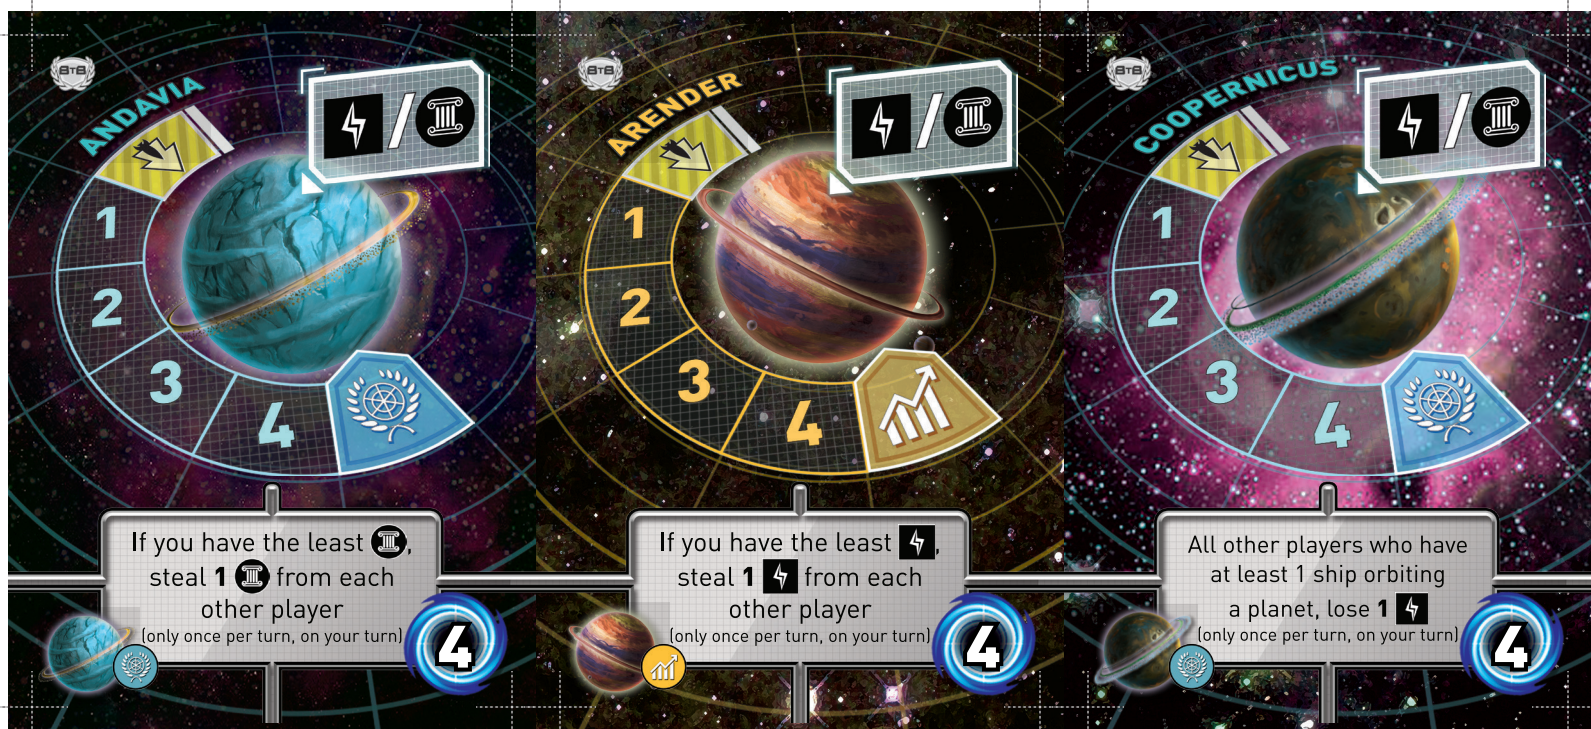 BTB
ANDAVIA
1
2
3
4
If you have the least ,
steal 1 from each
other player
(only once per turn, on your turn)
4
BTB
ARENDER
1
2
3
4
If you have the least ,
steal 1 from each
other player
(only once per turn, on your turn)
4
BTB
COOPERNICUS
1
2
3
4
All other players who have
at least 1 ship orbiting
a planet, lose 1
(only once per turn, on your turn)
4